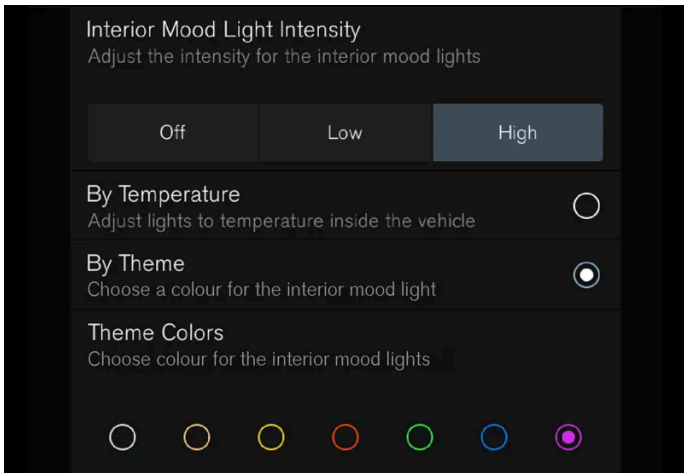 Interior Mood Light Intensity
Adjust the intensity for the interior mood lights
Off Low High
By Temperature
Adjust lights to temperature inside the vehicle
By Theme
Choose a colour for the interior mood light
Theme Colors
Choose colour for the interior mood lights